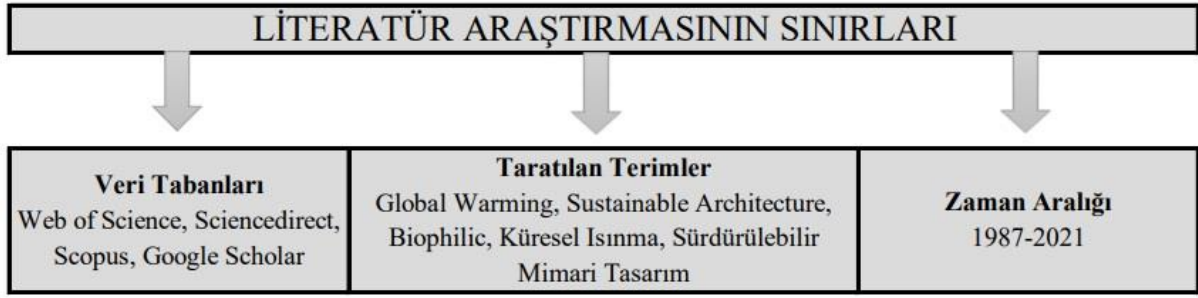 LİTERATÜR ARAŞTIRMASININ SINIRLARI
Veri Tabanları
Web of Science, Sciencedirect,
Scopus, Google Scholar
Taratılan Terimler
Global Warming, Sustainable Architecture,
Biophilic, Küresel Isınma, Sürdürülebilir
Mimari Tasarım
Zaman Aralığı
1987-2021